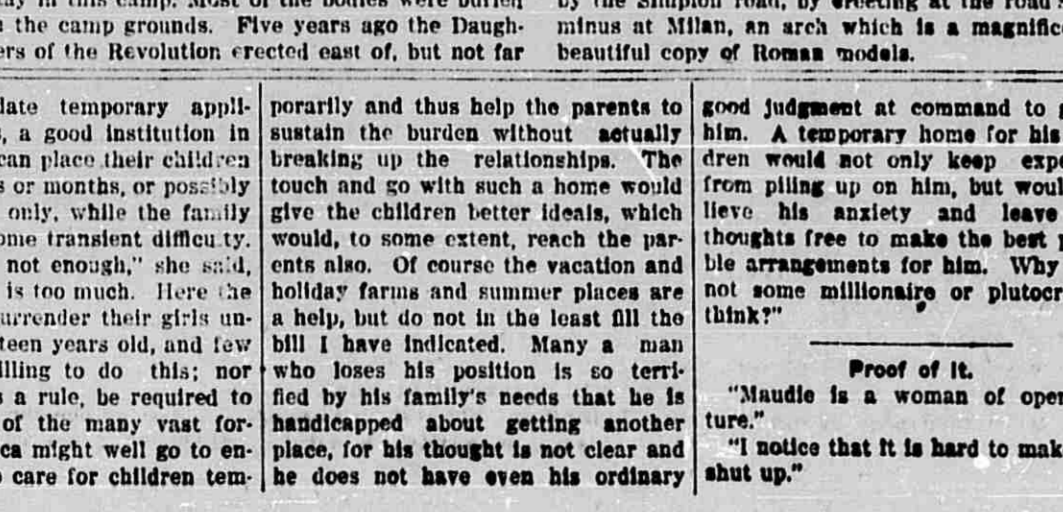 the camp grounds. Five years ago the Daugh-
ers of the Revolution erected east of, but not far
by the Simplon road, by erecting at the road's
minus at Milan, an arch which is a magnific
beautiful copy of Roman models.
late temporary appli-
, a good institution in
can place their children
s or months, or possibly
only, while the family
ome transient difficulty.
not enough," she said,
is too much. Here the
urrender their girls un-
teen years old, and few
lling to do this; nor
s a rule, be required to
of the many vast for-
ca might well go to en-
care for children tem-
porarily and thus help the parents to
sustain the burden without actually
breaking up the relationships. The
touch and go with such a home would
give the children better ideals, which
would, to some extent, reach the par-
ents also. Of course the vacation and
holiday farms and summer places are
a help, but do not in the least fill the
bill I have indicated. Many a man
who loses his position is so terri-
fied by his family's needs that he is
handicapped about getting another
place, for his thought is not clear and
he does not have even his ordinary
good judgment at command to
him. A temporary home for his
dren would not only keep expe
from piling up on him, but woul
lieve his anxiety and leave
thoughts free to make the best
ble arrangements for him. Why
not some millionaire or plutocr
think?"
Proof of It.
"Maudie is a woman of oper
ture."
"I notice that it is hard to mak
shut up."